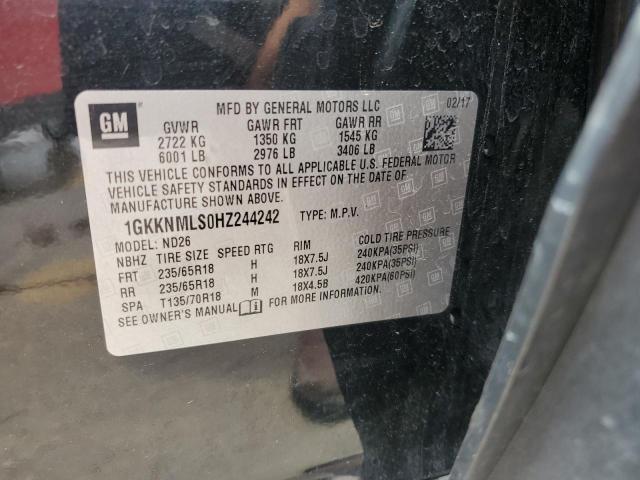 GM
MFD BY GENERAL MOTORS LLC 02/17
GVWR GAWR FRT GAWR RR
2722 KG 1350 KG 1545 KG
6001 LB 2976 LB 3406 LB
THIS VEHICLE CONFORMS TO ALL APPLICABLE U.S. FEDERAL MOTOR
VEHICLE SAFETY STANDARDS IN EFFECT ON THE DATE OF
MANUFACTURE SHOWN ABOVE.
1GKKNMLS0HZ244242 TYPE: M.P.V.
MODEL: ND26
NBHZ TIRE SIZE SPEED RTG RIM COLD TIRE PRESSURE
FRT 235/65R18 H 18X7.5J 240KPA(35PSI)
RR 235/65R18 H 18X7.5J 240KPA(35PSI)
SPA T135/70R18 M 18X4.5B 420KPA(60PSI)
SEE OWNER'S MANUAL FOR MORE INFORMATION.